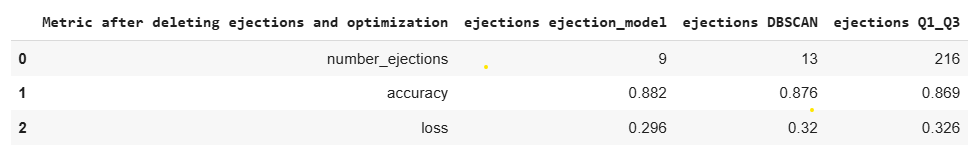 Metric after deleting ejections and optimization ejections ejection_model ejections DBSCAN ejections Q1_Q3
0 number_ejections 9 13 216
1 accuracy 0.882 0.876 0.869
2 loss 0.296 0.32 0.326